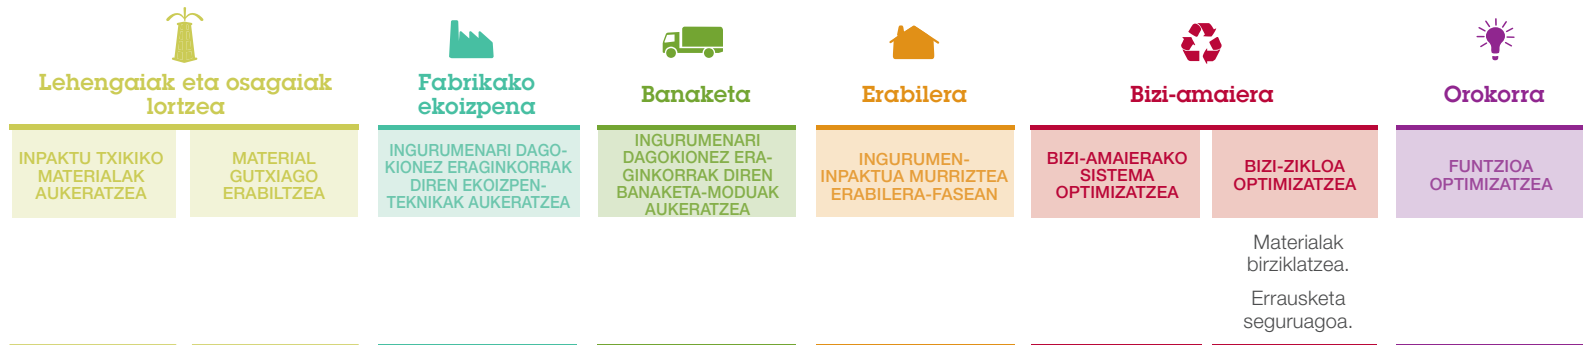 Lehengaiak eta osagaiak
lortzea
Fabrikako
ekoizpena
Banaketa
Erabilera
Bizi-amaiera
Orokorra
INPAKTU TXIKIKO
MATERIALAK
AUKERATZEA
MATERIAL
GUTXIAGO
ERABILTZEA
INGURUMENARI DAGO-
KIONEZ ERAGINKORRAK
DIREN EKOIZPEN-
TEKNIKAK AUKERATZEA
INGURUMENARI
DAGOKIONEZ ERA-
GINKORRAK DIREN
BANAKETA-MODUAK
AUKERATZEA
INGURUMEN-
INPAKTUA MURRIZTEA
ERABILERA-FASEAN
BIZI-AMAIERAKO
SISTEMA
OPTIMIZATZEA
BIZI-ZIKLOA
OPTIMIZATZEA
FUNTZIOA
OPTIMIZATZEA
Materialak
birziklatzea.
Errausketa
seguruagoa.